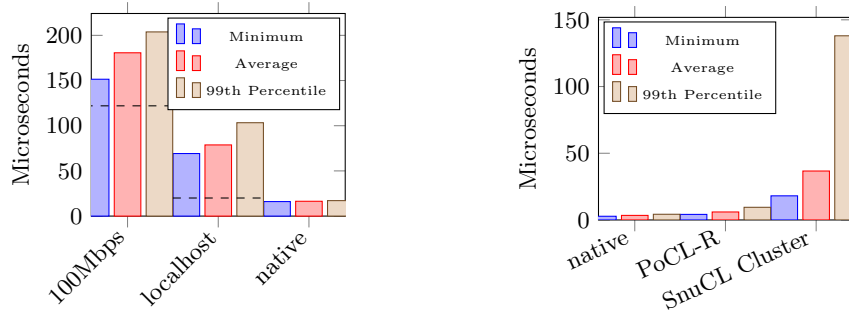 Microseconds
200
150
100
50
0
Minimum
Average
99th Percentile
100Mbps
localhost
native
Microseconds
150
100
50
0
Minimum
Average
99th Percentile
native
PoCL-R
SnuCL Cluster